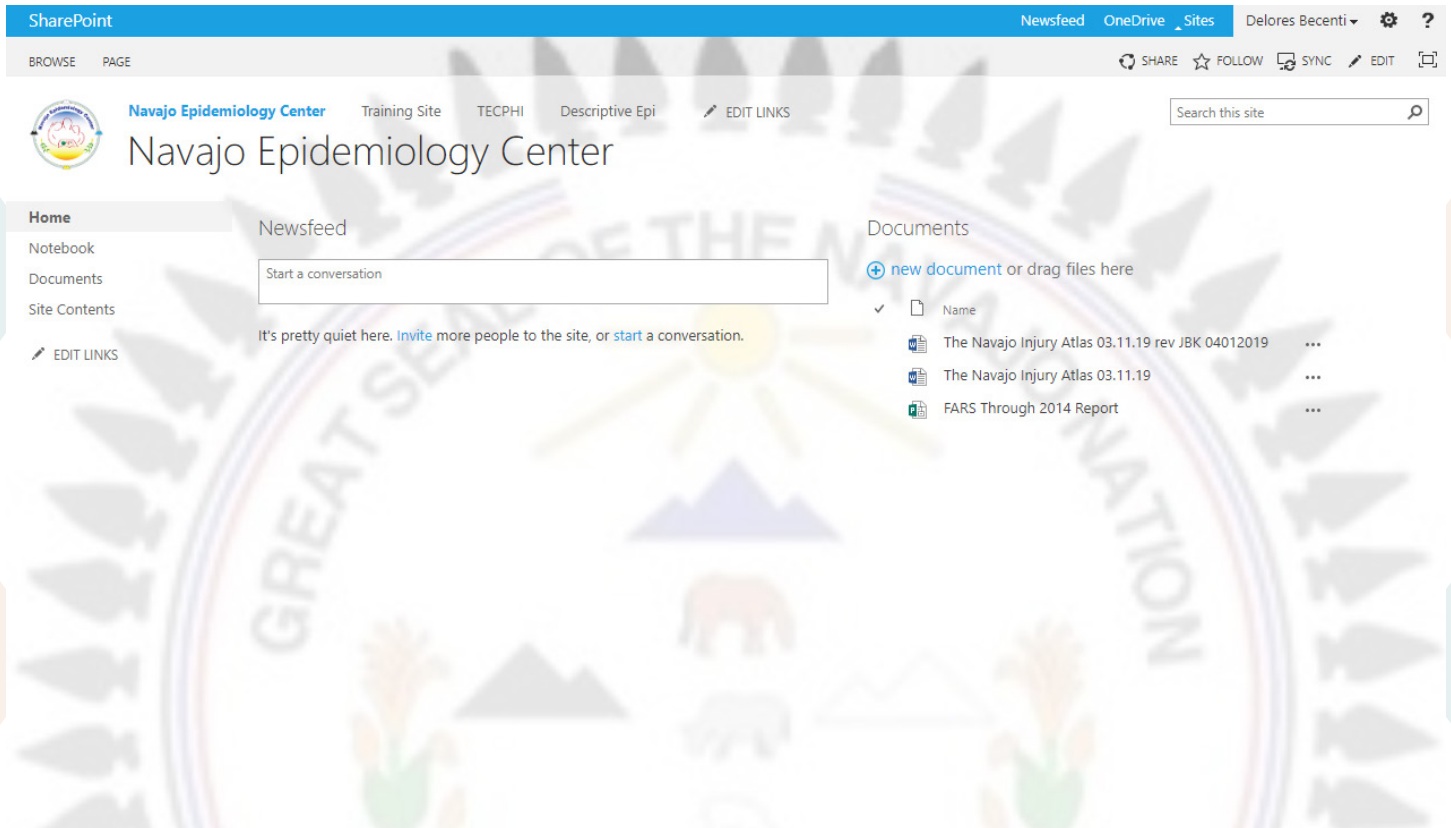 SharePoint
Newsfeed OneDrive Sites Delores Becenti ?
BROWSE PAGE
SHARE FOLLOW SYNC EDIT
Navajo Epidemiology Center Training Site TECPHI Descriptive Epi EDIT LINKS
Search this site
Navajo Epidemiology Center
Home
Notebook
Documents
Site Contents
EDIT LINKS
Newsfeed
Start a conversation
It's pretty quiet here. Invite more people to the site, or start a conversation.
Documents
new document or drag files here
Name
The Navajo Injury Atlas 03.11.19 rev JBK 04012019 ...
The Navajo Injury Atlas 03.11.19 ...
FARS Through 2014 Report ...
GREAT SEAL OF THE NAVAJO NATION